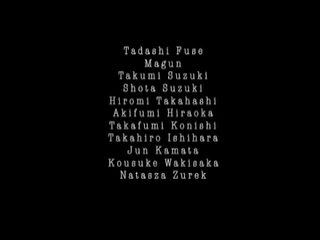 Tadashi Fuse
Magun
Takumi Suzuki
Shota Suzuki
Hiromi Takahashi
Akifumi Hiraoka
Takafumi Konishi
Takahiro Ishihara
Jun Kamata
Kousuke Wakisaka
Natasza Zurek